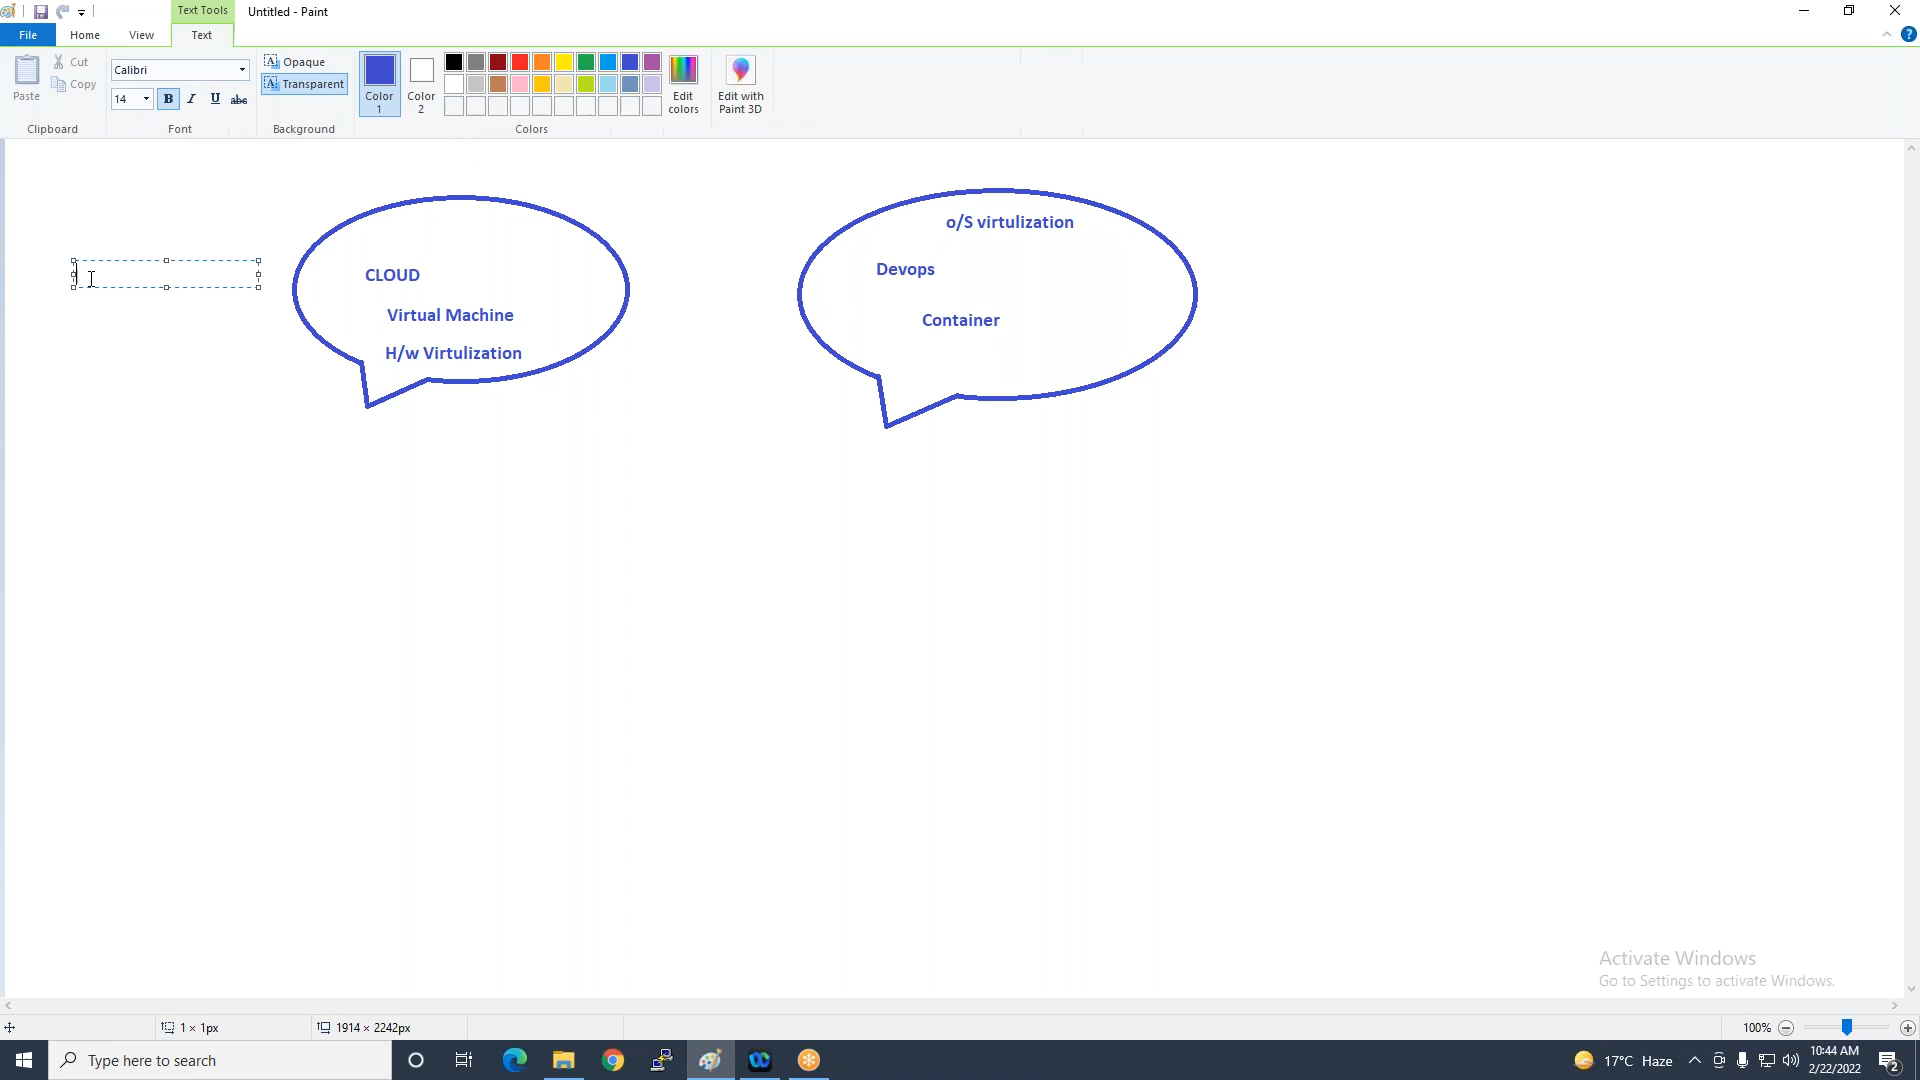 Text Tools
Untitled - Paint
File
Home
View
Text
Paste
Cut
Copy
Clipboard
Calibri
14
B I U abc
Font
Opaque
Transparent
Background
Color 1
Color 2
Edit colors
Edit with Paint 3D
Colors
CLOUD
Virtual Machine
H/w Virtulization
o/S virtulization
Devops
Container
Activate Windows
Go to Settings to activate Windows.
1 × 1px
1914 × 2242px
100%
Type here to search
17°C Haze
10:44 AM
2/22/2022
2